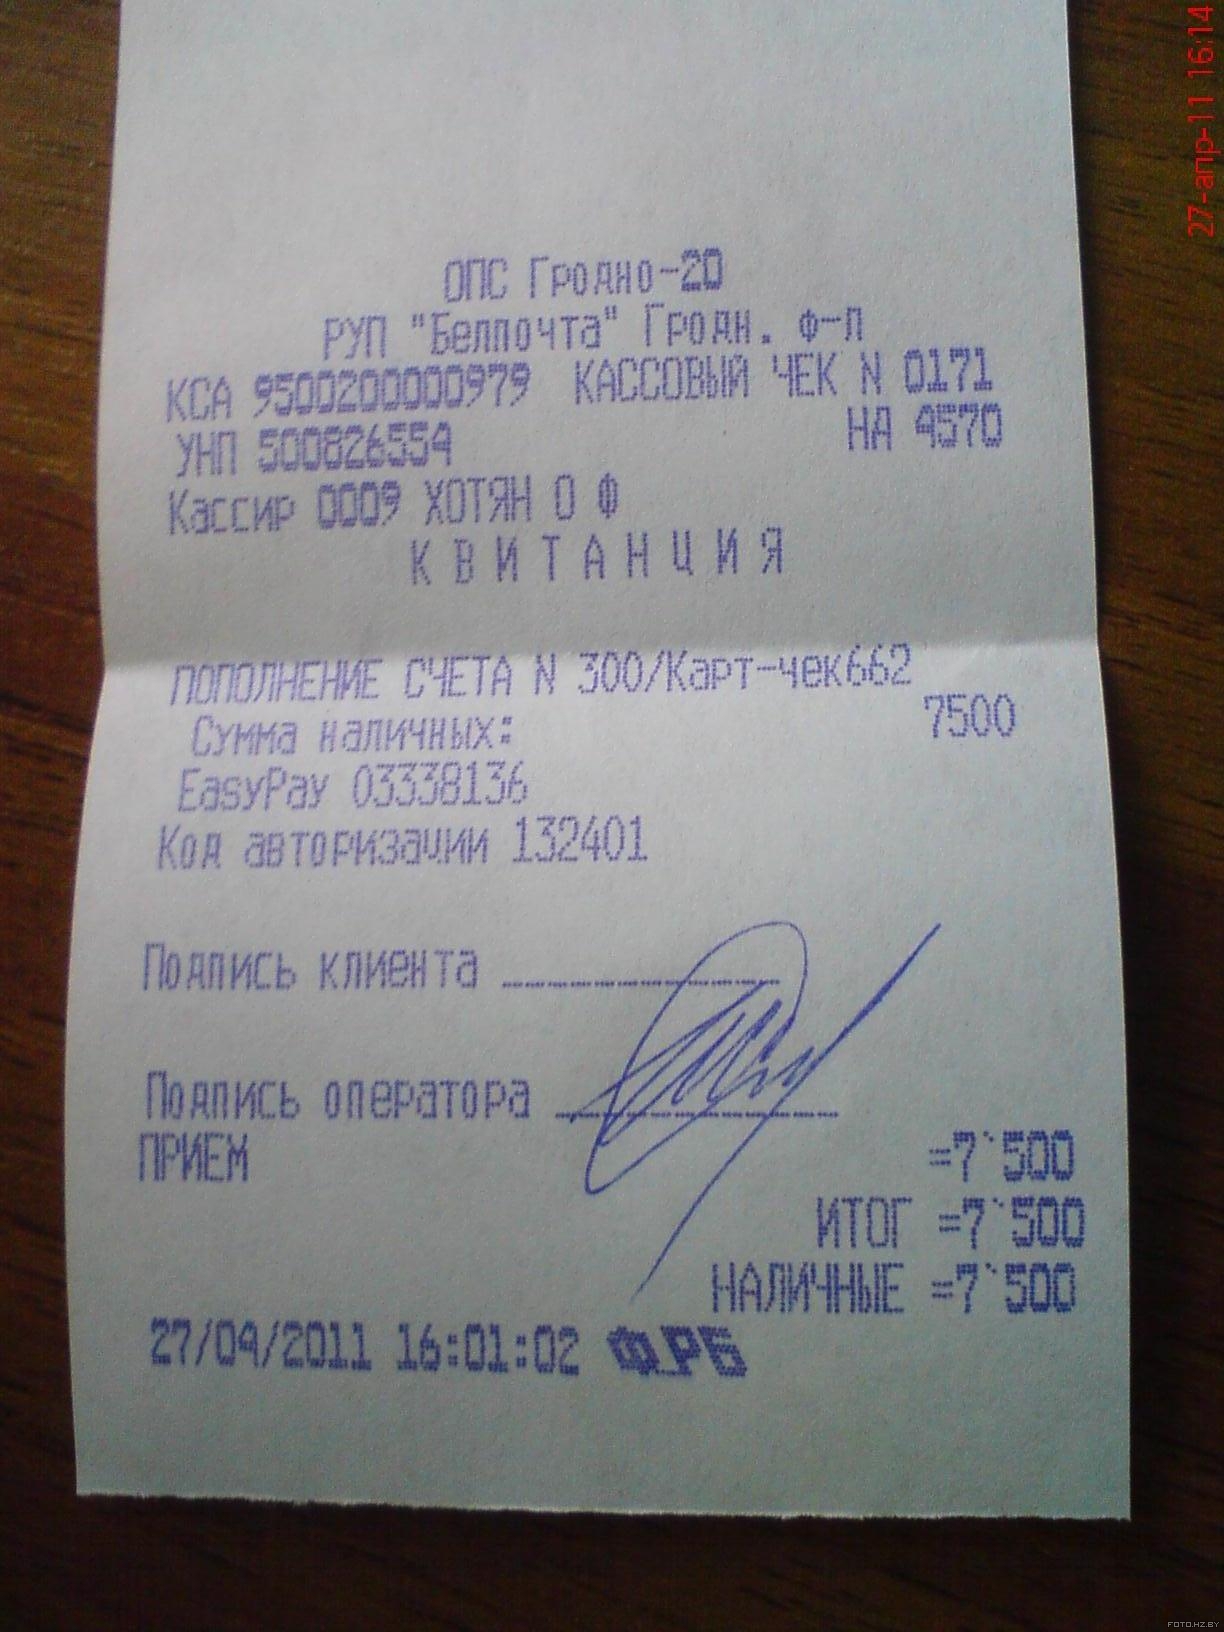 27-апр-11 16:14
ОПС Гродно-20
РУП "Белпочта" Гродн. ф-л
КСА 9500200000979 КАССОВЫЙ ЧЕК N 0171
УНП 500826554 НА 4570
Кассир 0009 ХОТЯН О Ф
К В И Т А Н Ц И Я
ПОПОЛНЕНИЕ СЧЕТА N 300/Карт-чек662
Сумма наличных: 7500
EasyPay 03338136
Код авторизации 132401
Подпись клиента
Подпись оператора
ПРИЕМ =7`500
ИТОГ =7`500
НАЛИЧНЫЕ =7`500
27/04/2011 16:01:02 ФРБ
FOTO.HZ.BY